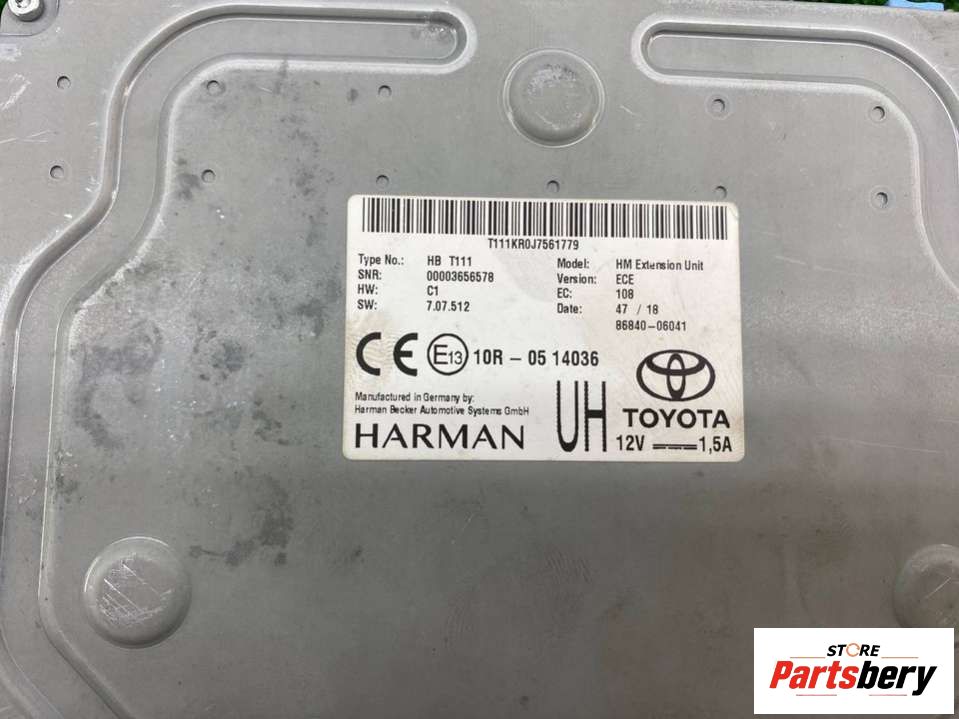 T111KR0J7561779
Type No.: HB T111
SNR: 00003656578
HW: C1
SW: 7.07.512
Model: HM Extension Unit
Version: ECE
EC: 108
Date: 47 / 18
86840-06041
CE E13 10R - 05 14036
Manufactured in Germany by:
Harman Becker Automotive Systems GmbH
HARMAN
UH
TOYOTA
12V 1,5A
STORE
Partsbery